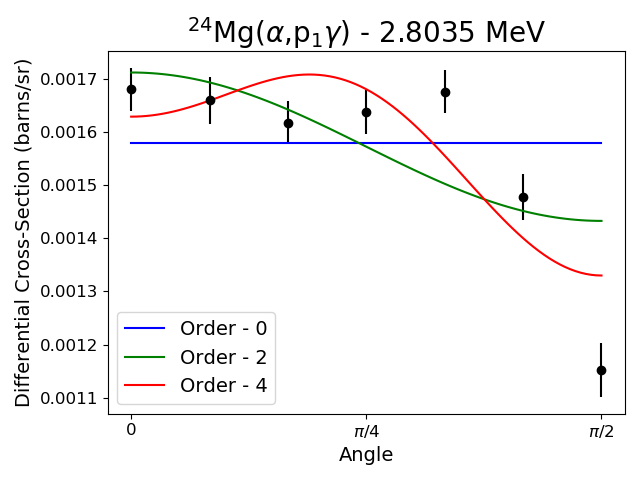 ²⁴Mg(α,p₁γ) - 2.8035 MeV
Differential Cross-Section (barns/sr)
0.0017
0.0016
0.0015
0.0014
0.0013
0.0012
0.0011
Order - 0
Order - 2
Order - 4
0
π/4
π/2
Angle